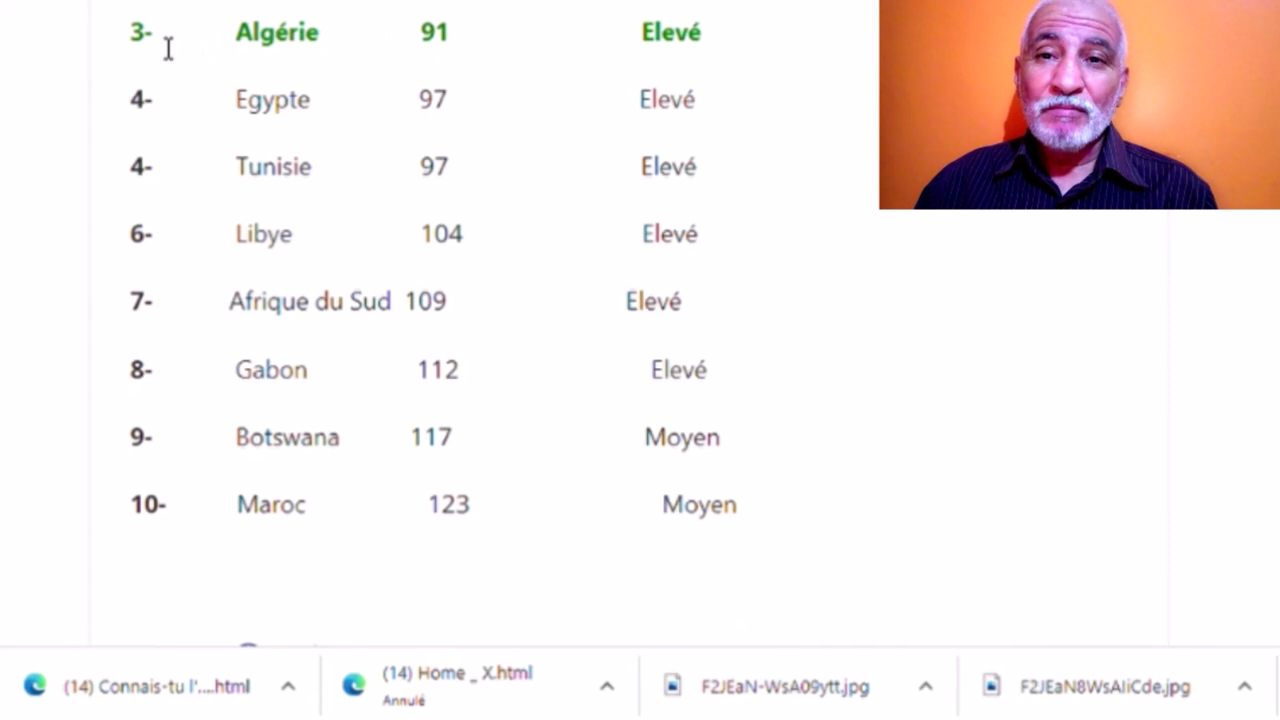 3- Algérie 91 Elevé
4- Egypte 97 Elevé
4- Tunisie 97 Elevé
6- Libye 104 Elevé
7- Afrique du Sud 109 Elevé
8- Gabon 112 Elevé
9- Botswana 117 Moyen
10- Maroc 123 Moyen
(14) Connais-tu l'....html
(14) Home _ X.html
Annulé
F2JEaN-WsA09ytt.jpg
F2JEaN8WsAIiCde.jpg